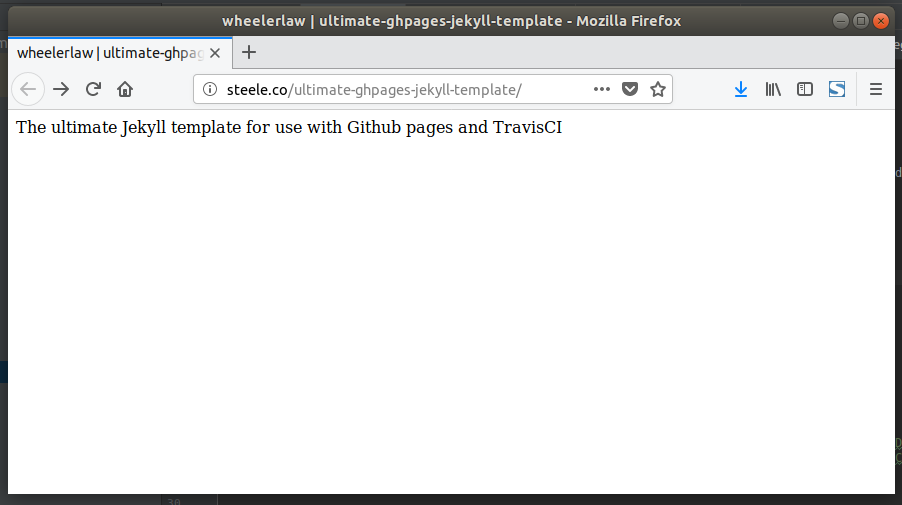 wheelerlaw | ultimate-ghpages-jekyll-template - Mozilla Firefox
wheelerlaw | ultimate-ghpag
steele.co/ultimate-ghpages-jekyll-template/
The ultimate Jekyll template for use with Github pages and TravisCI
30